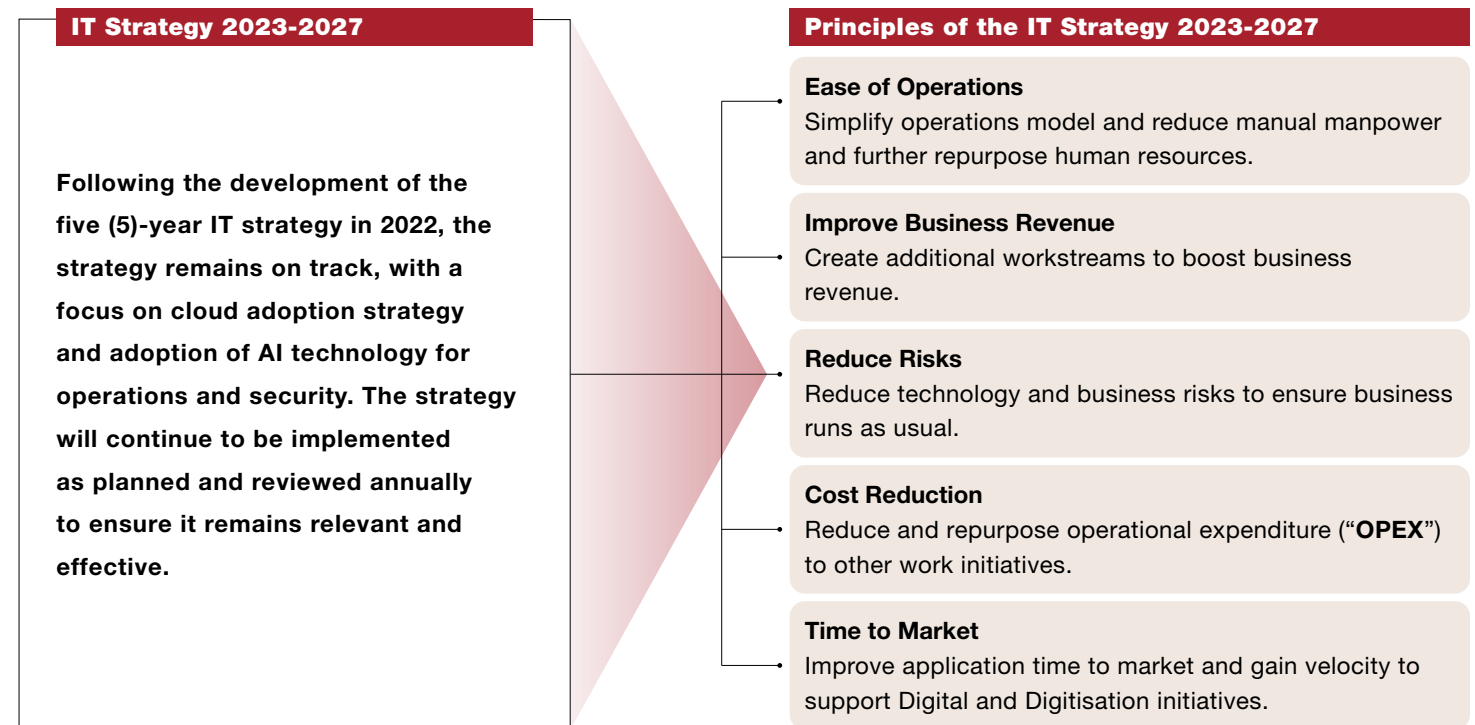 IT Strategy 2023-2027
Following the development of the
five (5)-year IT strategy in 2022, the
strategy remains on track, with a
focus on cloud adoption strategy
and adoption of AI technology for
operations and security. The strategy
will continue to be implemented
as planned and reviewed annually
to ensure it remains relevant and
effective.
Principles of the IT Strategy 2023-2027
Ease of Operations
Simplify operations model and reduce manual manpower
and further repurpose human resources.
Improve Business Revenue
Create additional workstreams to boost business
revenue.
Reduce Risks
Reduce technology and business risks to ensure business
runs as usual.
Cost Reduction
Reduce and repurpose operational expenditure (“OPEX”)
to other work initiatives.
Time to Market
Improve application time to market and gain velocity to
support Digital and Digitisation initiatives.